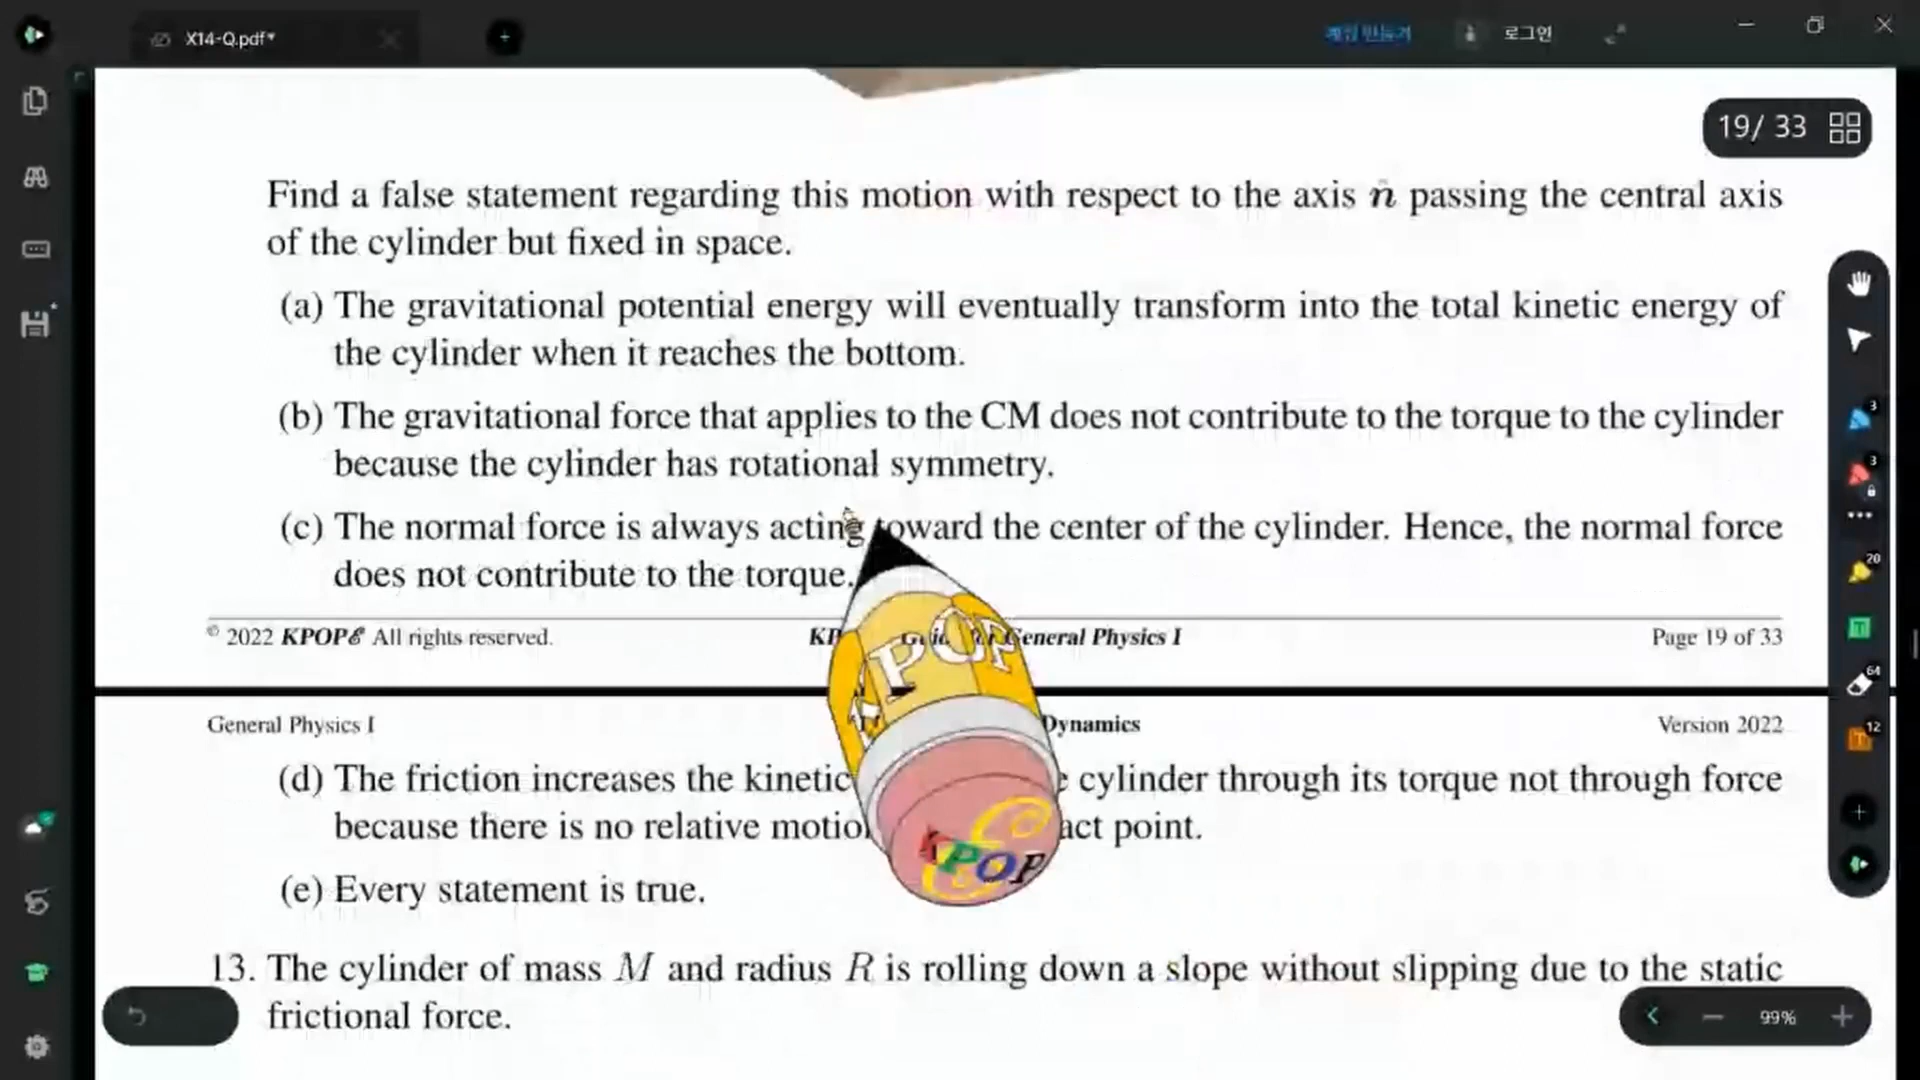 X14-Q.pdf*
로그인
19/ 33
Find a false statement regarding this motion with respect to the axis n̂ passing the central axis
of the cylinder but fixed in space.
(a) The gravitational potential energy will eventually transform into the total kinetic energy of
the cylinder when it reaches the bottom.
(b) The gravitational force that applies to the CM does not contribute to the torque to the cylinder
because the cylinder has rotational symmetry.
(c) The normal force is always acting toward the center of the cylinder. Hence, the normal force
does not contribute to the torque.
© 2022 KPOPE All rights reserved.
General Physics I
Page 19 of 33
General Physics I
Dynamics
Version 2022
(d) The friction increases the kinetic cylinder through its torque not through force
because there is no relative point.
(e) Every statement is true.
13. The cylinder of mass M and radius R is rolling down a slope without slipping due to the static
frictional force.
KPOP
KPOP
3
3
20
64
12
99%